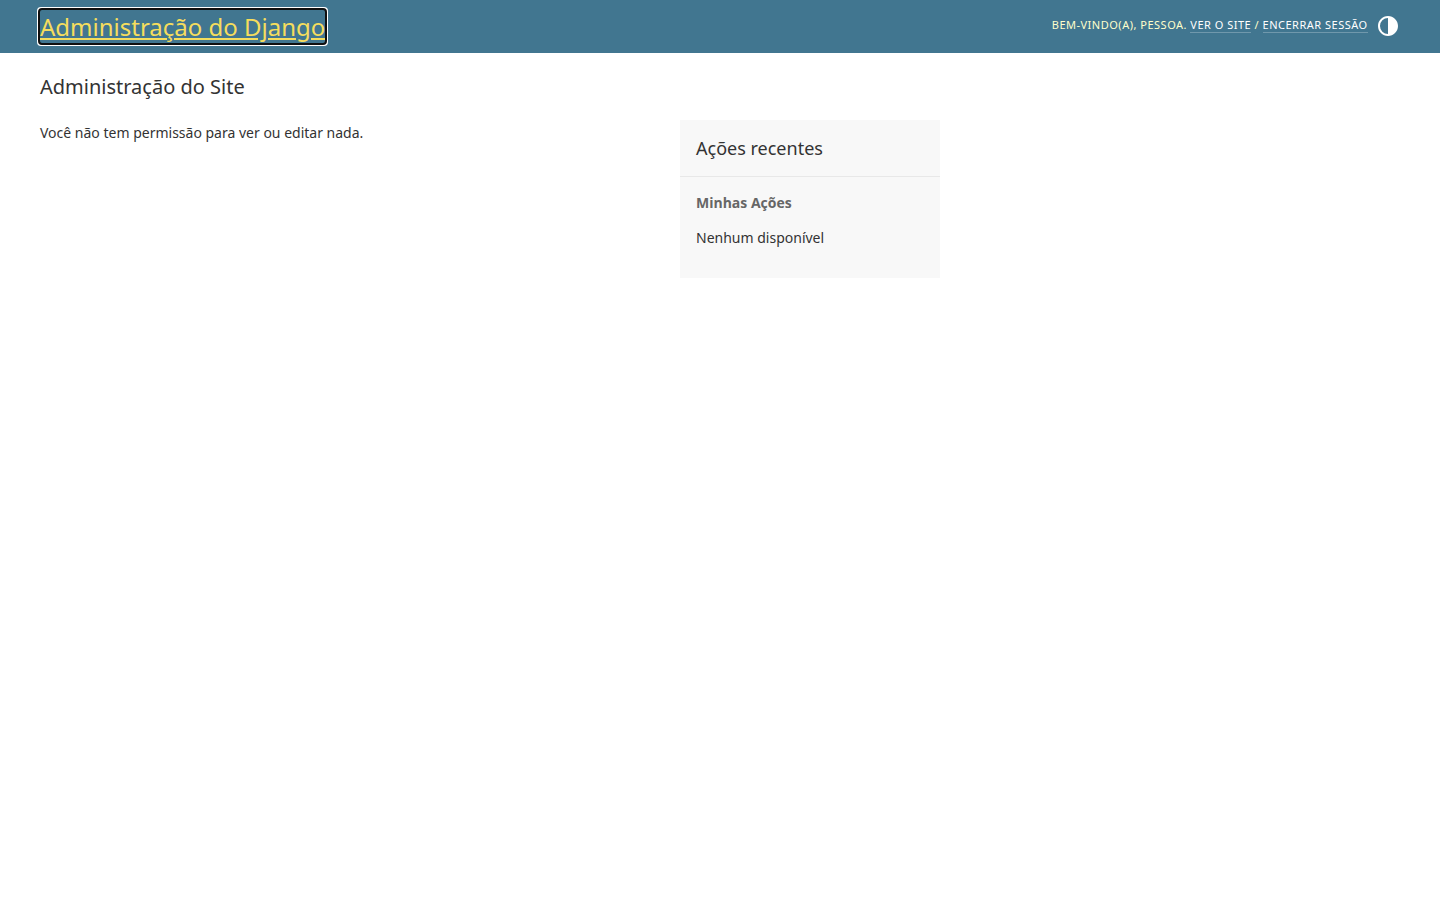 Administração do Django
BEM-VINDO(A), PESSOA. VER O SITE / ENCERRAR SESSÃO
Administração do Site
Você não tem permissão para ver ou editar nada.
Ações recentes
Minhas Ações
Nenhum disponível